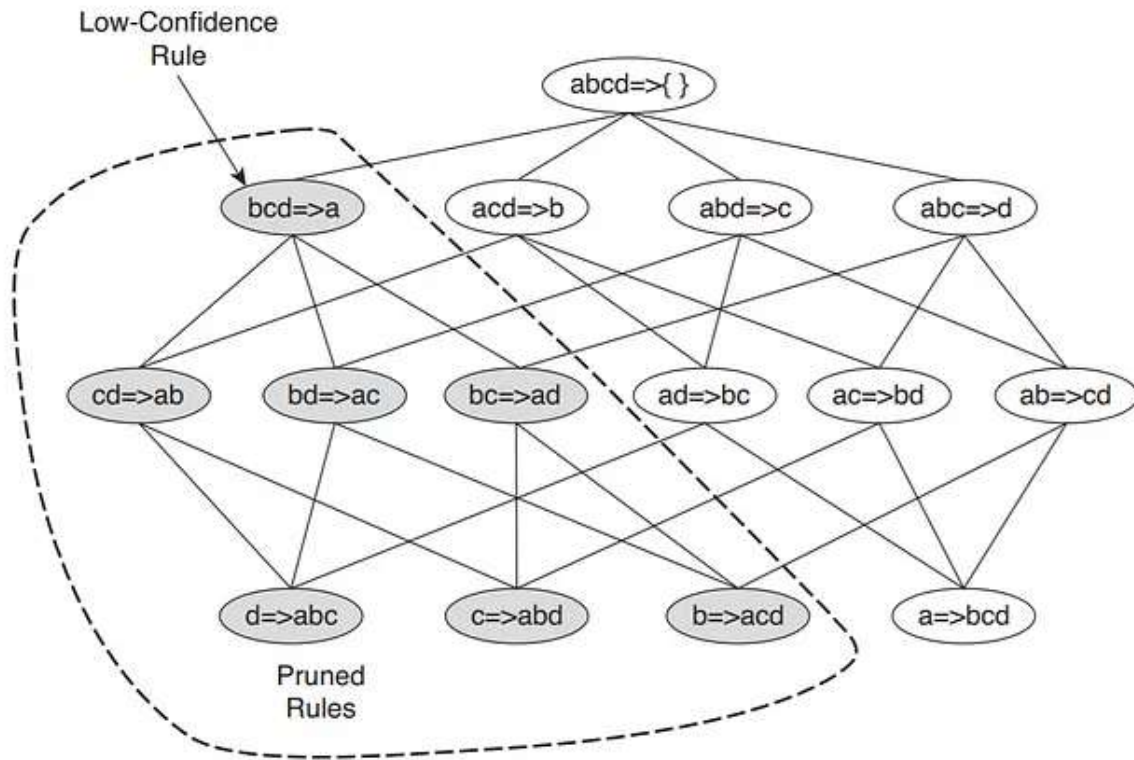 Low-Confidence
Rule
abcd=>{ }
bcd=>a
acd=>b
abd=>c
abc=>d
cd=>ab
bd=>ac
bc=>ad
ad=>bc
ac=>bd
ab=>cd
d=>abc
c=>abd
b=>acd
a=>bcd
Pruned
Rules